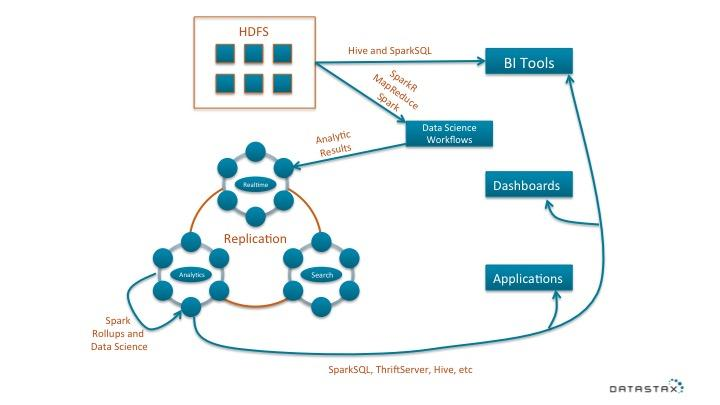 HDFS
Hive and SparkSQL
BI Tools
SparkR
MapReduce
Spark
Data Science
Workflows
Analytic
Results
Realtime
Dashboards
Replication
Analytics
Search
Applications
Spark
Rollups and
Data Science
SparkSQL, ThriftServer, Hive, etc
DATASTAX